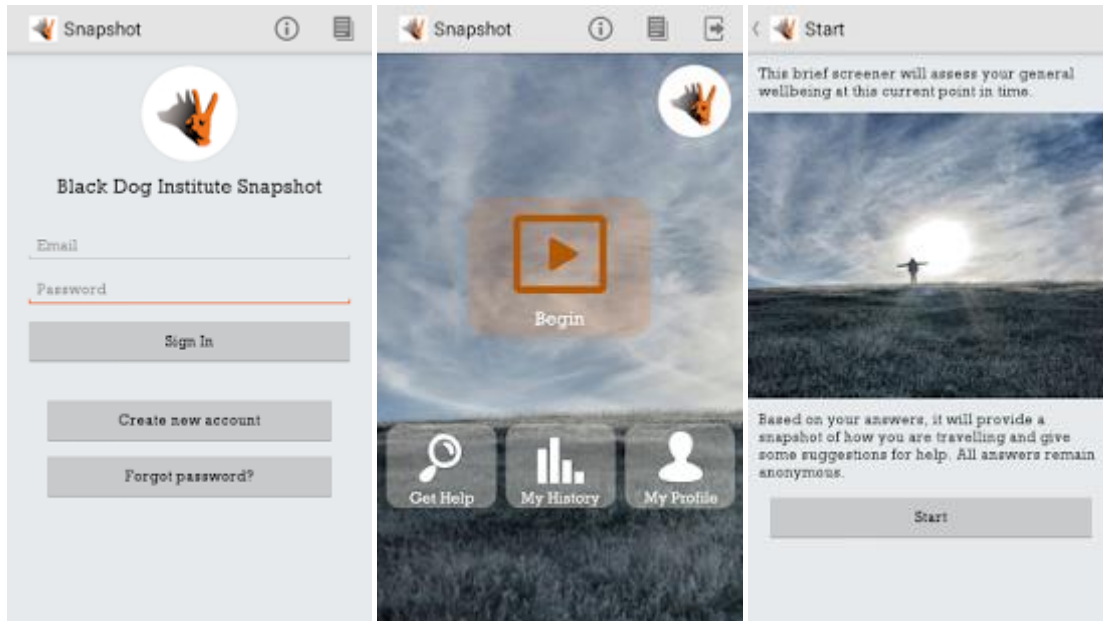 Snapshot
Black Dog Institute Snapshot
Email
Password
Sign In
Create new account
Forgot password?
Snapshot
Begin
Get Help
My History
My Profile
Start
This brief screener will assess your general
wellbeing at this current point in time.
Based on your answers, it will provide a
snapshot of how you are travelling and give
some suggestions for help. All answers remain
anonymous.
Start